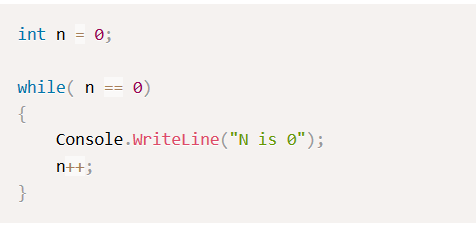 int n = 0;
while( n == 0)
{
    Console.WriteLine("N is 0");
    n++;
}